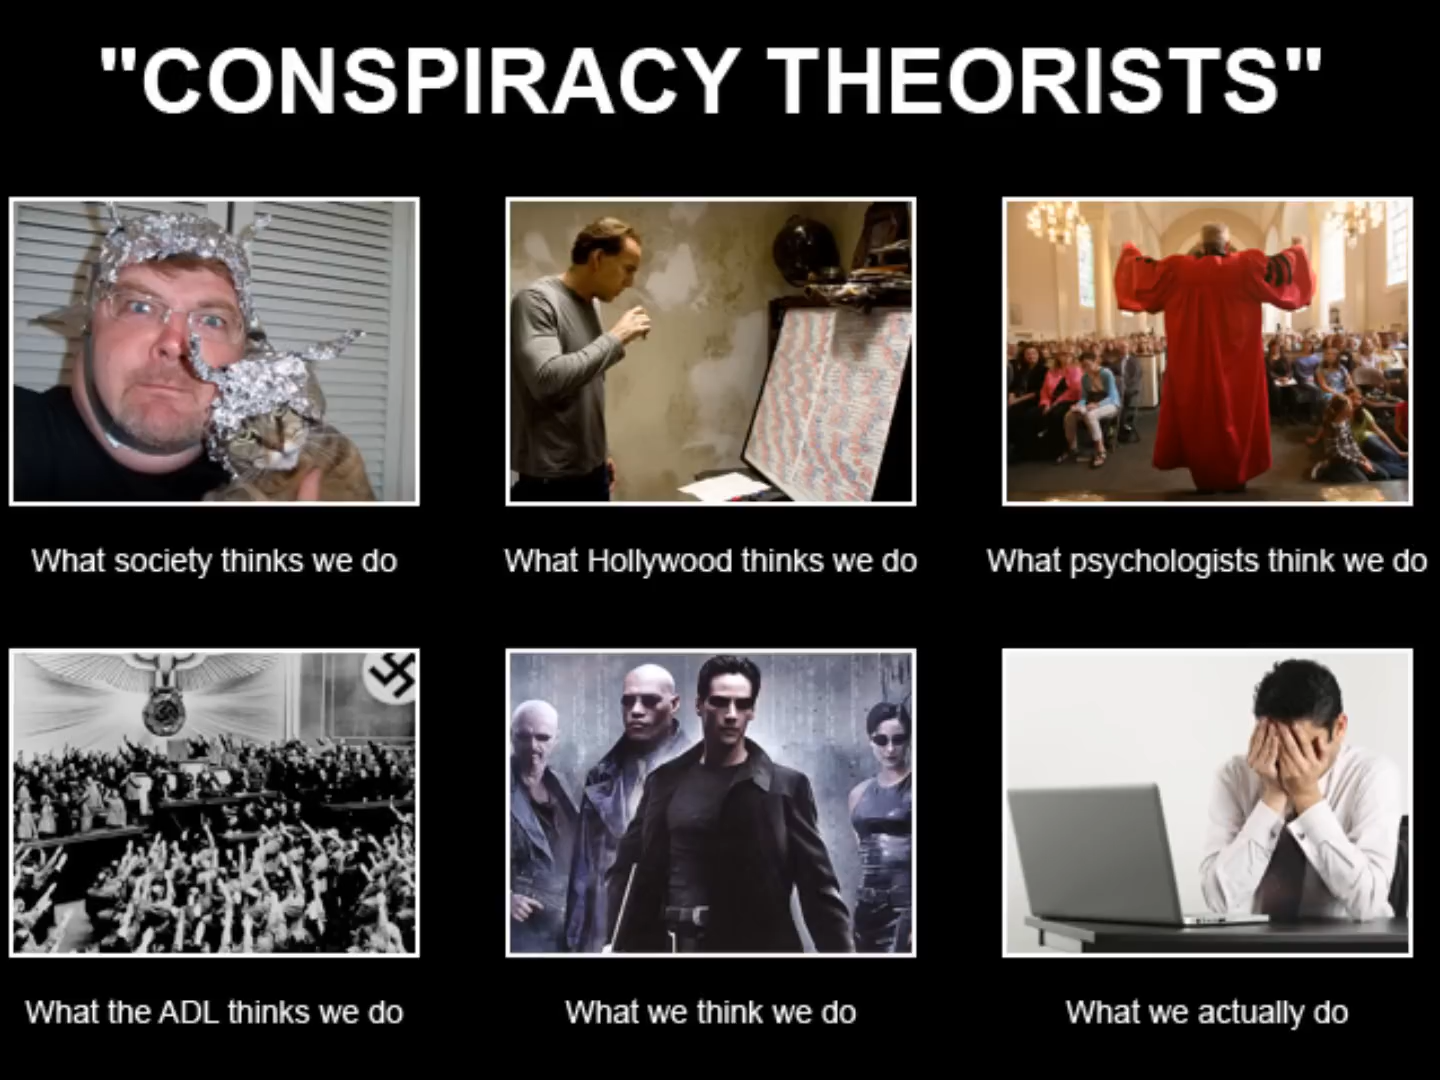 "CONSPIRACY THEORISTS"
What society thinks we do
What Hollywood thinks we do
What psychologists think we do
What the ADL thinks we do
What we think we do
What we actually do